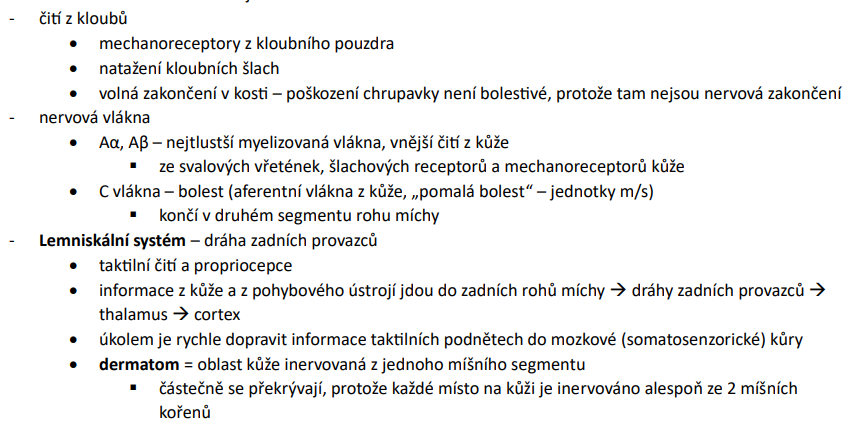 - čití z kloubů
• mechanoreceptory z kloubního pouzdra
• natažení kloubních šlach
• volná zakončení v kosti – poškození chrupavky není bolestivé, protože tam nejsou nervová zakončení
- nervová vlákna
• Aα, Aβ – nejtlustší myelizovaná vlákna, vnější čití z kůže
▪ ze svalových vřetének, šlachových receptorů a mechanoreceptorů kůže
• C vlákna – bolest (aferentní vlákna z kůže, „pomalá bolest“ – jednotky m/s)
▪ končí v druhém segmentu rohu míchy
- Lemniskální systém – dráha zadních provazců
• taktilní čití a propriocepce
• informace z kůže a z pohybového ústrojí jdou do zadních rohů míchy → dráhy zadních provazců →
thalamus → cortex
• úkolem je rychle dopravit informace taktilních podnětech do mozkové (somatosenzorické) kůry
• dermatom = oblast kůže inervovaná z jednoho míšního segmentu
▪ částečně se překrývají, protože každé místo na kůži je inervováno alespoň ze 2 míšních
kořenů